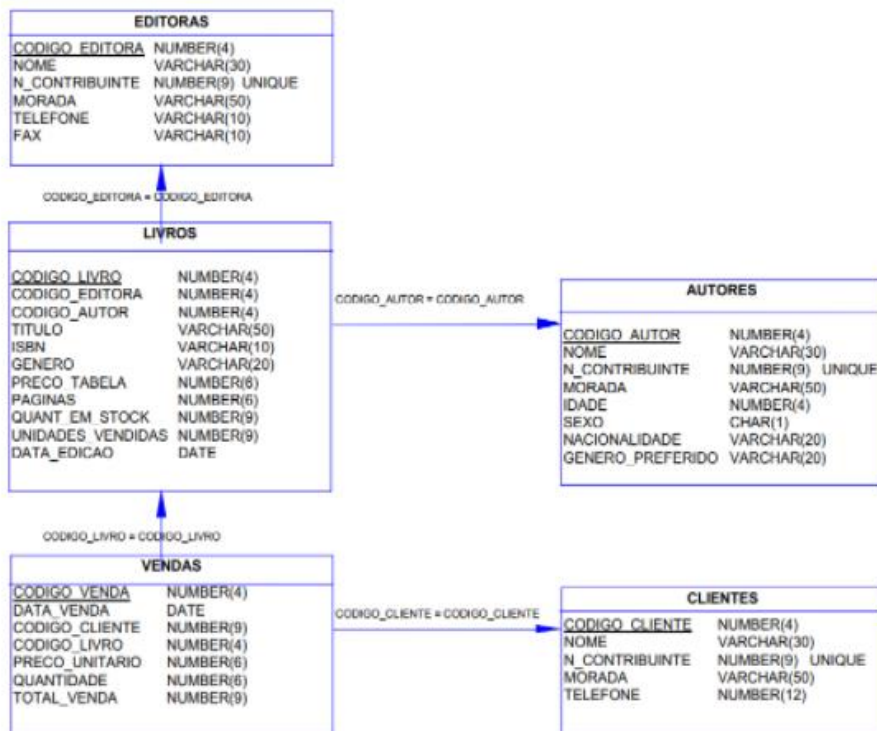 EDITORAS
CODIGO_EDITORA NUMBER(4)
NOME VARCHAR(30)
N_CONTRIBUINTE NUMBER(9) UNIQUE
MORADA VARCHAR(50)
TELEFONE VARCHAR(10)
FAX VARCHAR(10)
CODIGO_EDITORA = CODIGO_EDITORA
LIVROS
CODIGO_LIVRO NUMBER(4)
CODIGO_EDITORA NUMBER(4)
CODIGO_AUTOR NUMBER(4)
TITULO VARCHAR(50)
ISBN VARCHAR(10)
GENERO VARCHAR(20)
PRECO_TABELA NUMBER(6)
PAGINAS NUMBER(6)
QUANT_EM_STOCK NUMBER(9)
UNIDADES_VENDIDAS NUMBER(9)
DATA_EDICAO DATE
CODIGO_AUTOR = CODIGO_AUTOR
AUTORES
CODIGO_AUTOR NUMBER(4)
NOME VARCHAR(30)
N_CONTRIBUINTE NUMBER(9) UNIQUE
MORADA VARCHAR(50)
IDADE NUMBER(4)
SEXO CHAR(1)
NACIONALIDADE VARCHAR(20)
GENERO_PREFERIDO VARCHAR(20)
CODIGO_LIVRO = CODIGO_LIVRO
VENDAS
CODIGO_VENDA NUMBER(4)
DATA_VENDA DATE
CODIGO_CLIENTE NUMBER(9)
CODIGO_LIVRO NUMBER(4)
PRECO_UNITARIO NUMBER(6)
QUANTIDADE NUMBER(6)
TOTAL_VENDA NUMBER(9)
CODIGO_CLIENTE = CODIGO_CLIENTE
CLIENTES
CODIGO_CLIENTE NUMBER(4)
NOME VARCHAR(30)
N_CONTRIBUINTE NUMBER(9) UNIQUE
MORADA VARCHAR(50)
TELEFONE NUMBER(12)